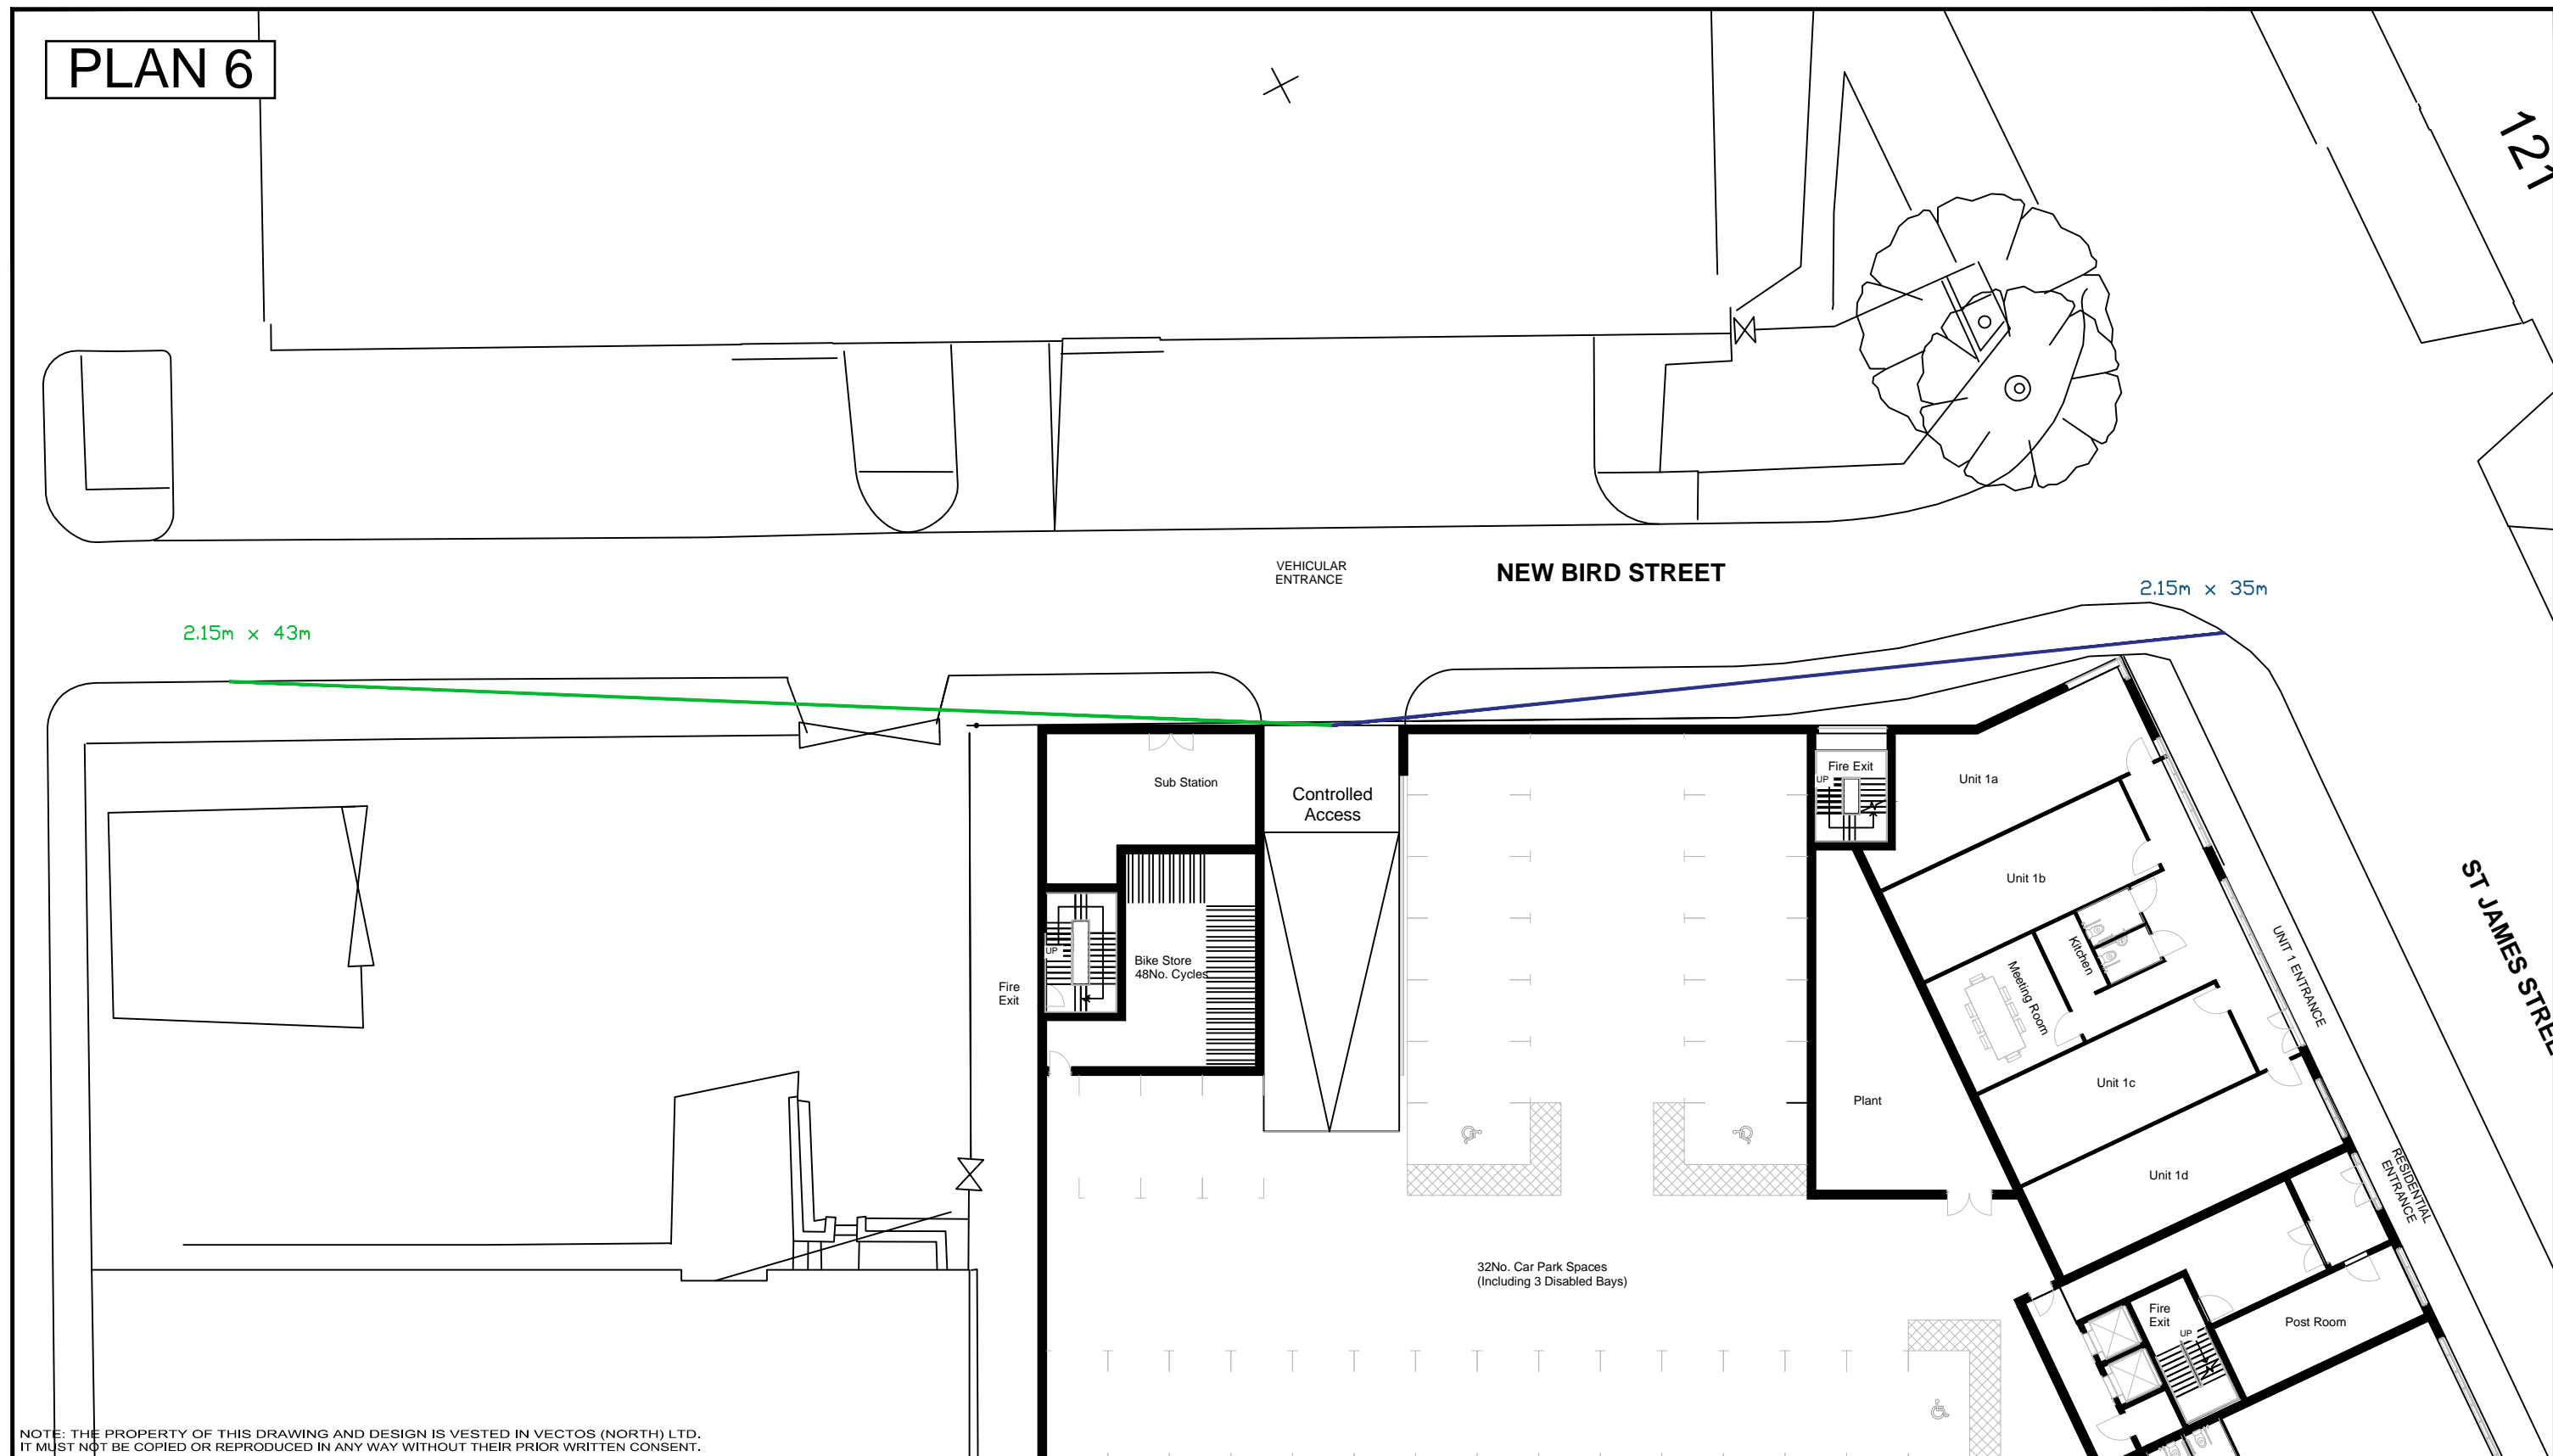 PLAN 6
121
VEHICULAR
ENTRANCE
NEW BIRD STREET
2.15m x 35m
2.15m x 43m
Sub Station
Controlled
Access
Fire Exit
UP
Unit 1a
Unit 1b
Kitchen
Meeting Room
UNIT 1 ENTRANCE
ST JAMES STREE
UP
Bike Store
48No. Cycles
Fire
Exit
Unit 1c
Plant
Unit 1d
RESIDENTIAL
ENTRANCE
32No. Car Park Spaces
(Including 3 Disabled Bays)
Fire
Exit
UP
Post Room
NOTE: THE PROPERTY OF THIS DRAWING AND DESIGN IS VESTED IN VECTOS (NORTH) LTD.
IT MUST NOT BE COPIED OR REPRODUCED IN ANY WAY WITHOUT THEIR PRIOR WRITTEN CONSENT.